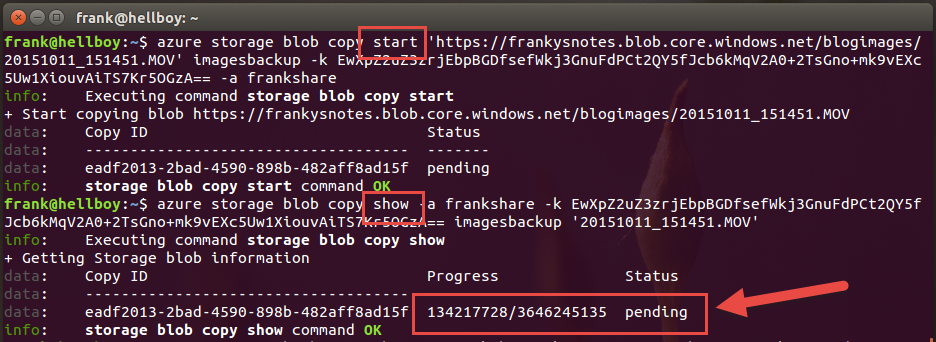 frank@hellboy: ~
frank@hellboy:~$ azure storage blob copy start 'https://frankysnotes.blob.core.windows.net/blogimages/
20151011_151451.MOV' imagesbackup -k EwXpZ2uZ3zrjEbpBGDfsefWkj3GnuFdPCt2QY5fJcb6kMqV2A0+2TsGno+mk9vEXc
5Uw1XiouvAiTS7Kr5OGzA== -a frankshare
info:    Executing command storage blob copy start
+ Start copying blob https://frankysnotes.blob.core.windows.net/blogimages/20151011_151451.MOV
data:    Copy ID                               Status
data:    ------------------------------------  -------
data:    eadf2013-2bad-4590-898b-482aff8ad15f  pending
info:    storage blob copy start command OK
frank@hellboy:~$ azure storage blob copy show -a frankshare -k EwXpZ2uZ3zrjEbpBGDfsefWkj3GnuFdPCt2QY5f
Jcb6kMqV2A0+2TsGno+mk9vEXc5Uw1XiouvAiTS7Kr5OGzA== imagesbackup '20151011_151451.MOV'
info:    Executing command storage blob copy show
+ Getting Storage blob information
data:    Copy ID                               Progress              Status
data:    ------------------------------------
data:    eadf2013-2bad-4590-898b-482aff8ad15f  134217728/3646245135  pending
info:    storage blob copy show command OK